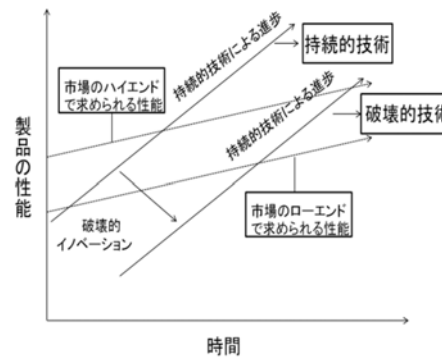 持続的技術による進歩
持続的技術
市場のハイエンド
で求められる性能
持続的技術による進歩
破壊的技術
製品の性能
破壊的
イノベーション
市場のローエンド
で求められる性能
時間